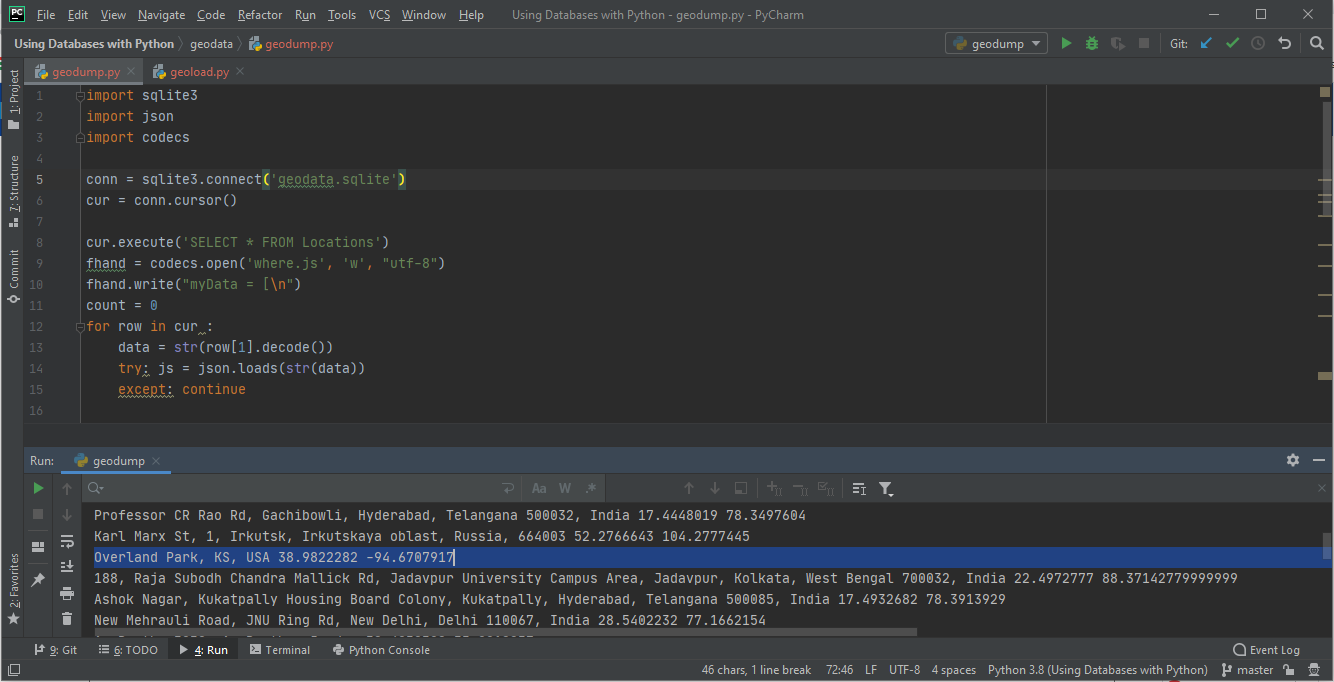 PC File Edit View Navigate Code Refactor Run Tools VCS Window Help Using Databases with Python - geodump.py - PyCharm
Using Databases with Python geodata geodump.py geodump Git:
geodump.py geoload.py
1: Project
7: Structure
Commit
2: Favorites
1 import sqlite3
2 import json
3 import codecs
4
5 conn = sqlite3.connect('geodata.sqlite')
6 cur = conn.cursor()
7
8 cur.execute('SELECT * FROM Locations')
9 fhand = codecs.open('where.js', 'w', "utf-8")
10 fhand.write("myData = [\n")
11 count = 0
12 for row in cur :
13 data = str(row[1].decode())
14 try: js = json.loads(str(data))
15 except: continue
16
Run: geodump
Aa W .*
Professor CR Rao Rd, Gachibowli, Hyderabad, Telangana 500032, India 17.4448019 78.3497604
Karl Marx St, 1, Irkutsk, Irkutskaya oblast, Russia, 664003 52.2766643 104.2777445
Overland Park, KS, USA 38.9822282 -94.6707917
188, Raja Subodh Chandra Mallick Rd, Jadavpur University Campus Area, Jadavpur, Kolkata, West Bengal 700032, India 22.4972777 88.37142779999999
Ashok Nagar, Kukatpally Housing Board Colony, Kukatpally, Hyderabad, Telangana 500085, India 17.4932682 78.3913929
New Mehrauli Road, JNU Ring Rd, New Delhi, Delhi 110067, India 28.5402232 77.1662154
9: Git 6: TODO 4: Run Terminal Python Console Event Log
46 chars, 1 line break 72:46 LF UTF-8 4 spaces Python 3.8 (Using Databases with Python) master